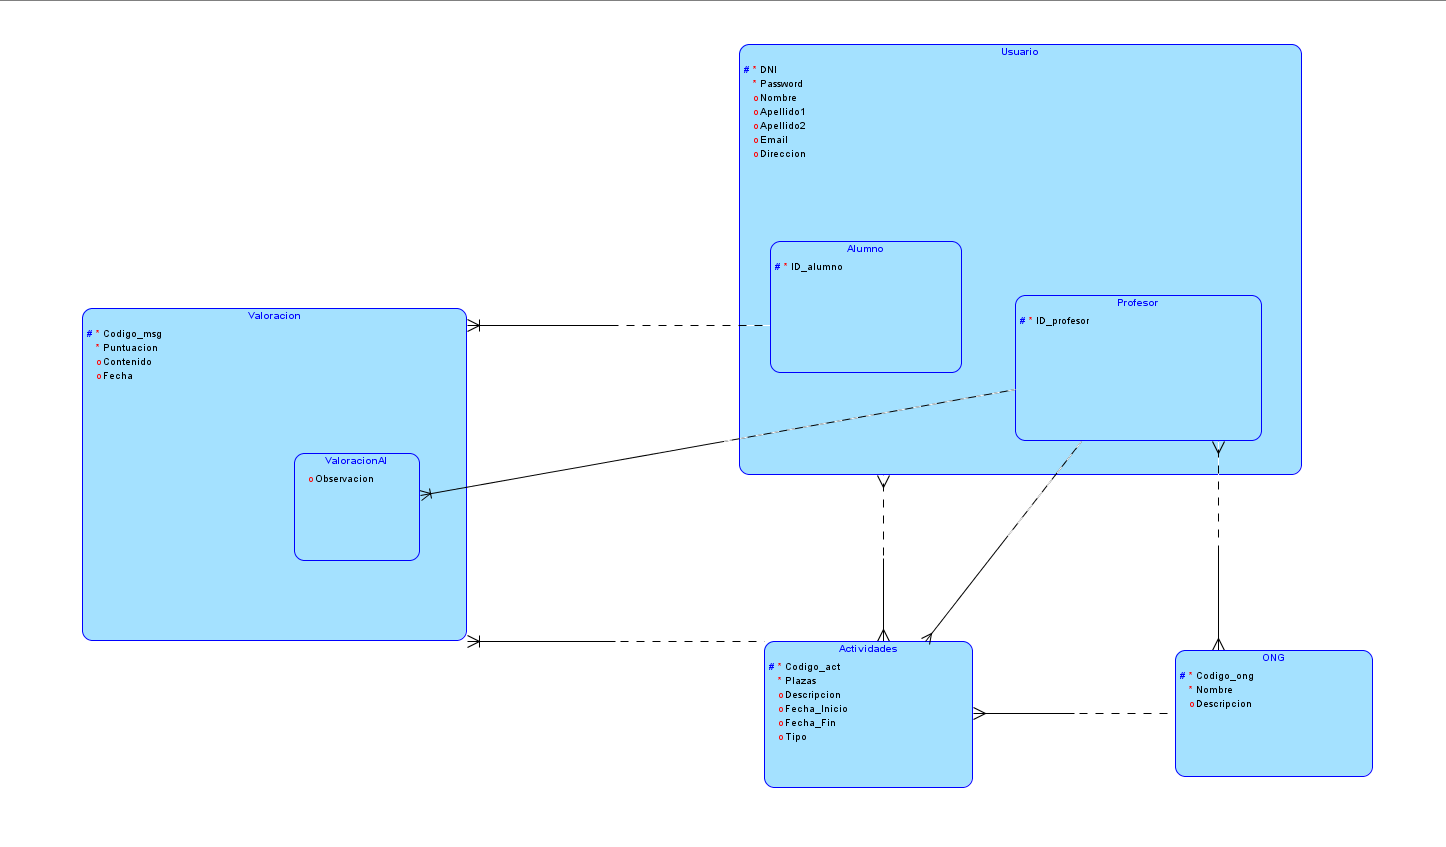 Usuario
# * DNI
* Password
o Nombre
o Apellido1
o Apellido2
o Email
o Direccion
Alumno
# * ID_alumno
Profesor
# * ID_profesor
Valoracion
# * Codigo_msg
* Puntuacion
o Contenido
o Fecha
ValoracionAl
o Observacion
Actividades
# * Codigo_act
* Plazas
o Descripcion
o Fecha_Inicio
o Fecha_Fin
o Tipo
ONG
# * Codigo_ong
* Nombre
o Descripcion